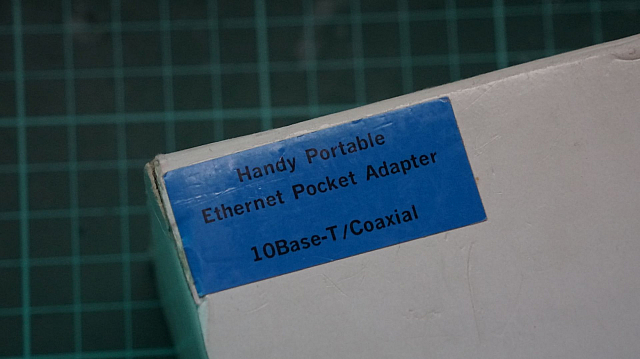 Handy Portable
Ethernet Pocket Adapter
10Base-T/Coaxial